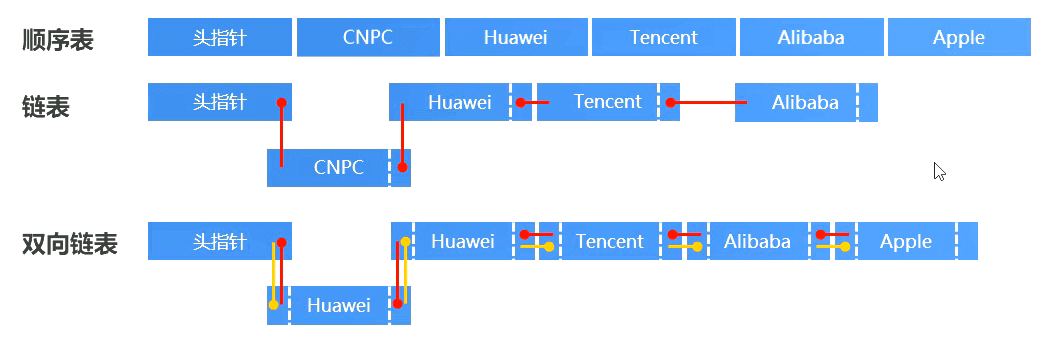 顺序表 头指针 CNPC Huawei Tencent Alibaba Apple
链表 头指针 Huawei Tencent Alibaba
CNPC
双向链表 头指针 Huawei Tencent Alibaba Apple
Huawei